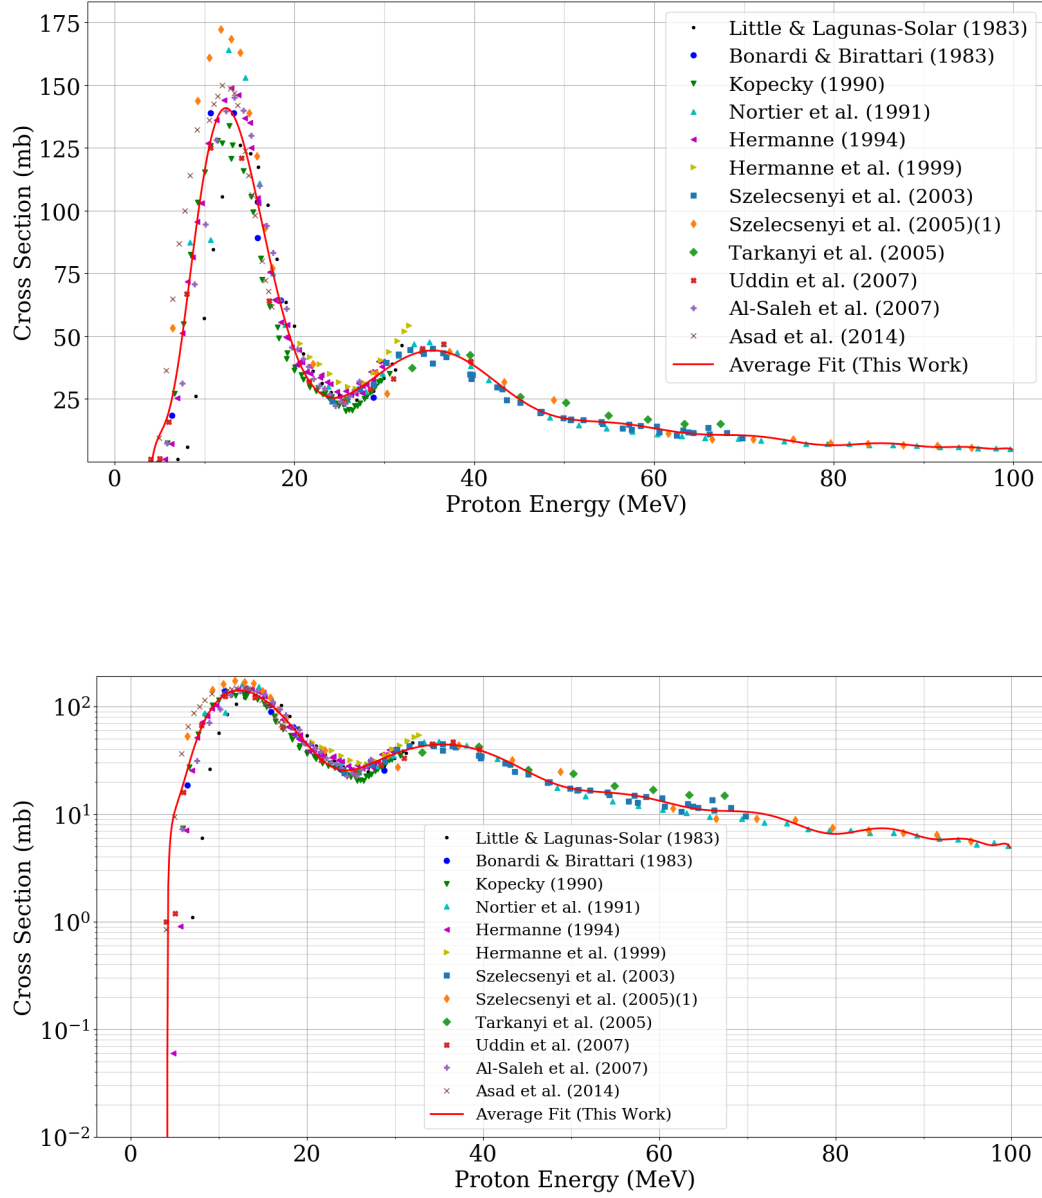 175
150
125
100
75
50
25
Cross Section (mb)
Little & Lagunas-Solar (1983)
Bonardi & Birattari (1983)
Kopecky (1990)
Nortier et al. (1991)
Hermanne (1994)
Hermanne et al. (1999)
Szelecsenyi et al. (2003)
Szelecsenyi et al. (2005)(1)
Tarkanyi et al. (2005)
Uddin et al. (2007)
Al-Saleh et al. (2007)
Asad et al. (2014)
Average Fit (This Work)
0 20 40 60 80 100
Proton Energy (MeV)
10²
10¹
10⁰
10⁻¹
10⁻²
Cross Section (mb)
Little & Lagunas-Solar (1983)
Bonardi & Birattari (1983)
Kopecky (1990)
Nortier et al. (1991)
Hermanne (1994)
Hermanne et al. (1999)
Szelecsenyi et al. (2003)
Szelecsenyi et al. (2005)(1)
Tarkanyi et al. (2005)
Uddin et al. (2007)
Al-Saleh et al. (2007)
Asad et al. (2014)
Average Fit (This Work)
0 20 40 60 80 100
Proton Energy (MeV)